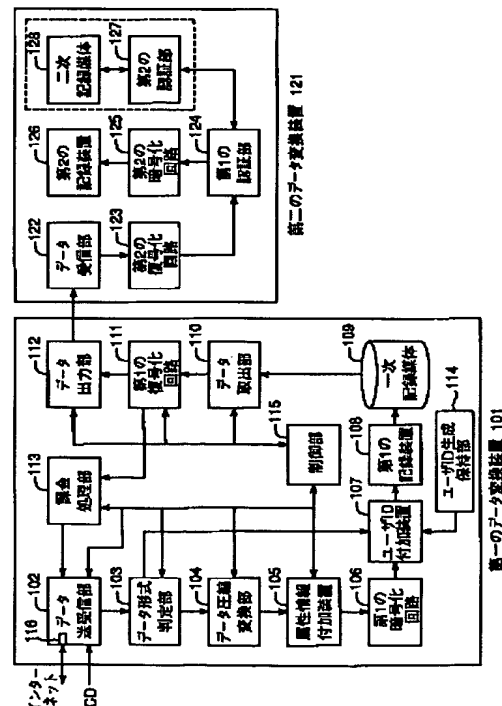 インター
ネット
CD
116
102
データ
送受信部
103
データ形式
判定部
104
データ圧縮
変換部
105
属性情報
付加装置
106
第1の暗号化
回路
113
課金
処理部
115
制御部
107
ユーザID
付加装置
114
ユーザID生成
保持部
108
第1の
記録装置
109
一次
記録媒体
110
データ
取出部
111
第1の
復号化
回路
112
データ
出力部
第一のデータ変換装置 101
122
データ
受信部
123
第2の
復号化
回路
124
第1の
認証部
125
第2の
暗号化
回路
126
第2の
記録装置
127
第2の
認証部
128
二次
記録媒体
第二のデータ変換装置 121